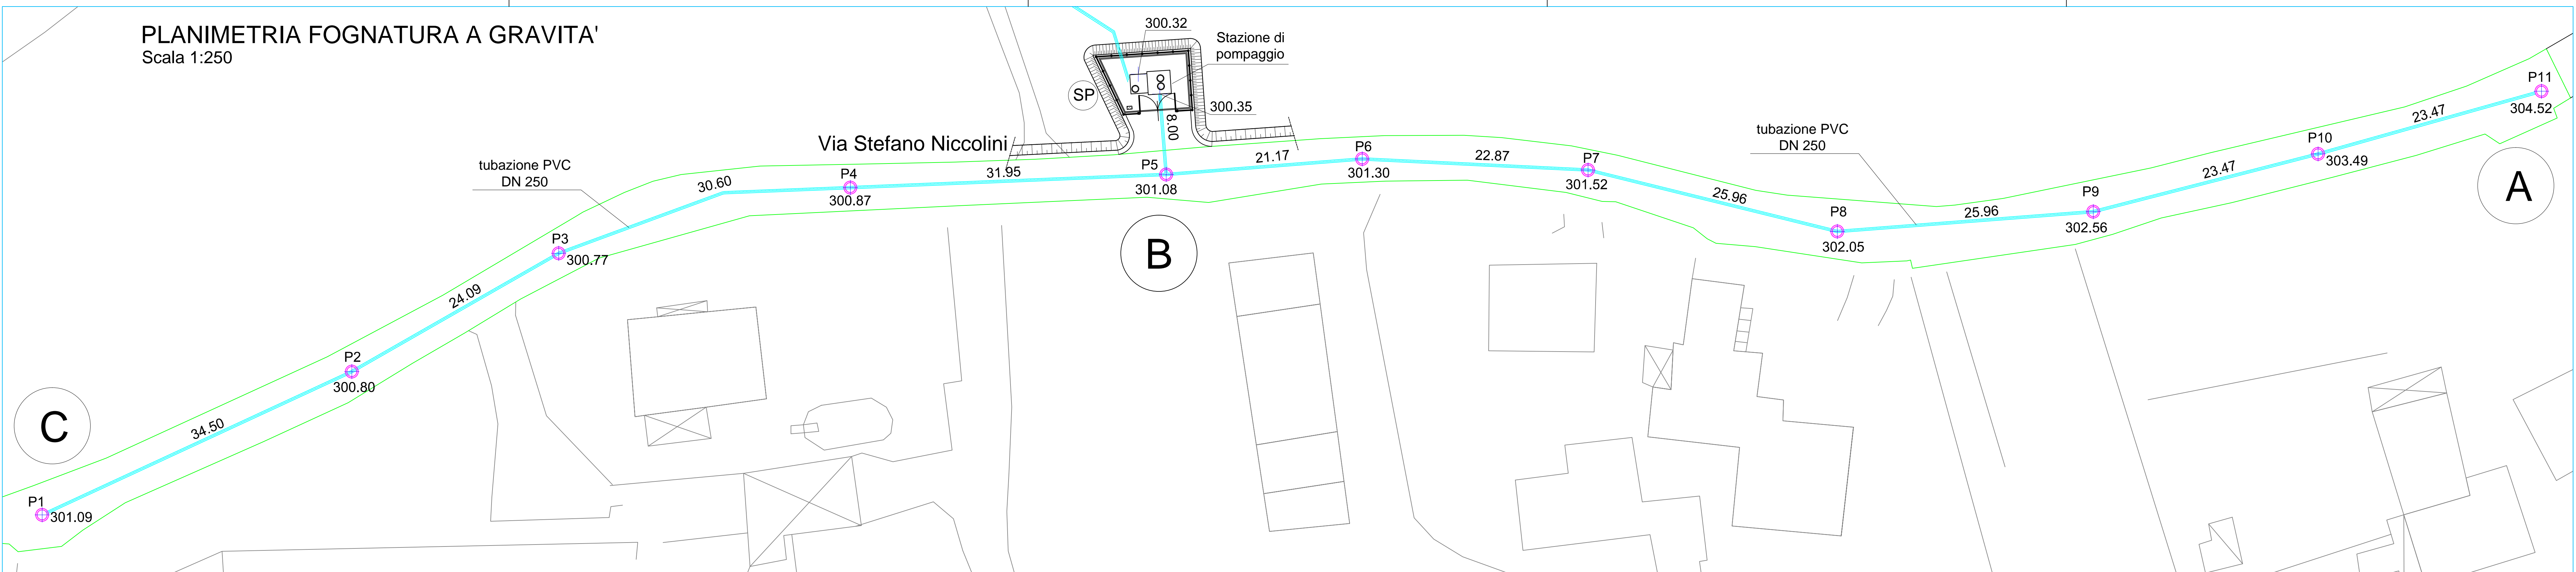 PLANIMETRIA FOGNATURA A GRAVITA'
Scala 1:250
300.32
Stazione di
pompaggio
SP
300.35
8.00
Via Stefano Niccolini
tubazione PVC
DN 250
tubazione PVC
DN 250
P11
304.52
23.47
P10
303.49
23.47
A
P9
302.56
25.96
P8
302.05
25.96
P7
301.52
22.87
P6
301.30
21.17
P5
301.08
B
31.95
P4
300.87
30.60
P3
300.77
24.09
P2
300.80
34.50
C
P1
301.09